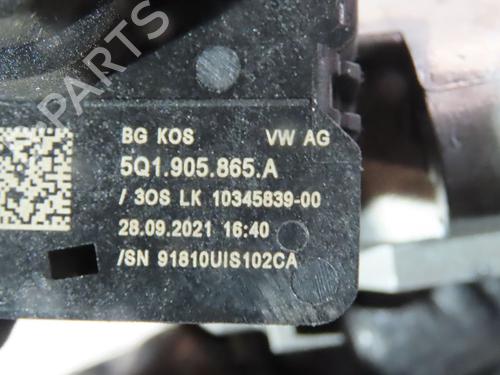 BG KOS VW AG
5Q1.905.865.A
/ 3OS LK 10345839-00
28.09.2021 16:40
/SN 91810UIS102CA
B-PARTS